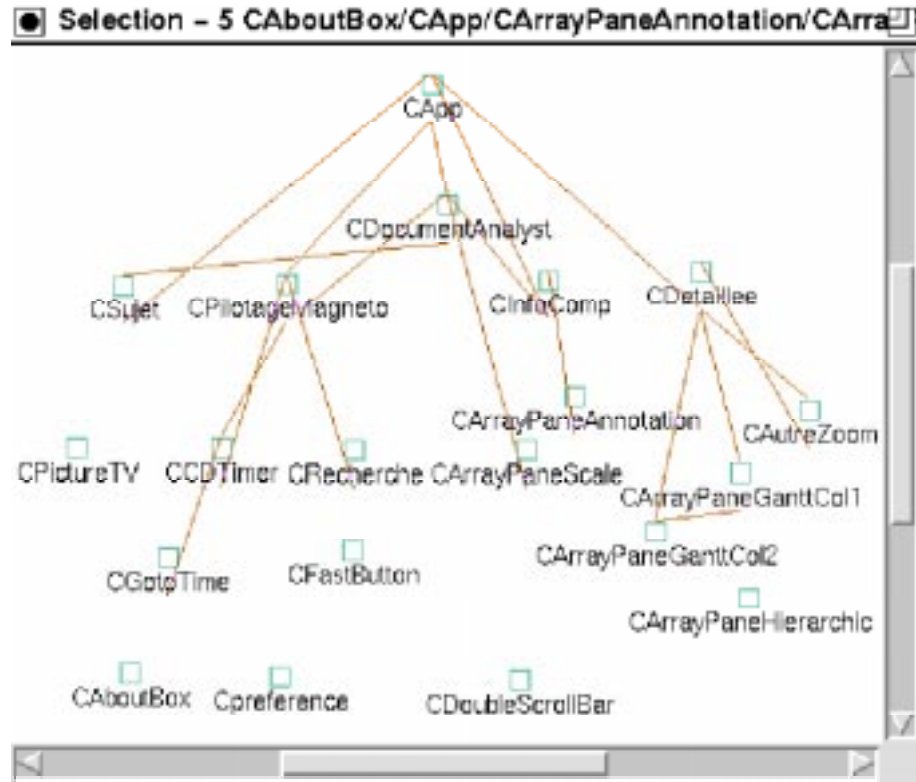 Selection - 5 CAboutBox/CApp/CArrayPaneAnnotation/CArra
CApp
CDocumentAnalyst
CSujet
CPilotageMagneto
CInfoComp
CDetaillee
CArrayPaneAnnotation
CAutreZoom
CPictureTV
CCDTimer
CRecherche
CArrayPaneScale
CArrayPaneGanttCol1
CArrayPaneGanttCol2
CGotoTime
CFastButton
CArrayPaneHierarchic
CAboutBox
Cpreference
CDoubleScrollBar